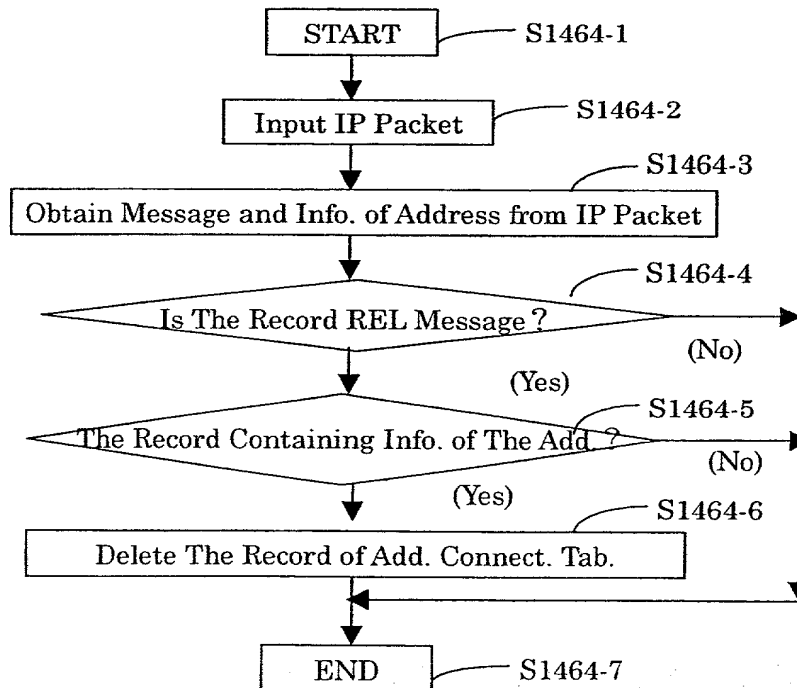 START
S1464-1
Input IP Packet
S1464-2
S1464-3
Obtain Message and Info. of Address from IP Packet
S1464-4
Is The Record REL Message ?
(No)
(Yes)
S1464-5
The Record Containing Info. of The Add. ?
(No)
(Yes)
S1464-6
Delete The Record of Add. Connect. Tab.
END
S1464-7